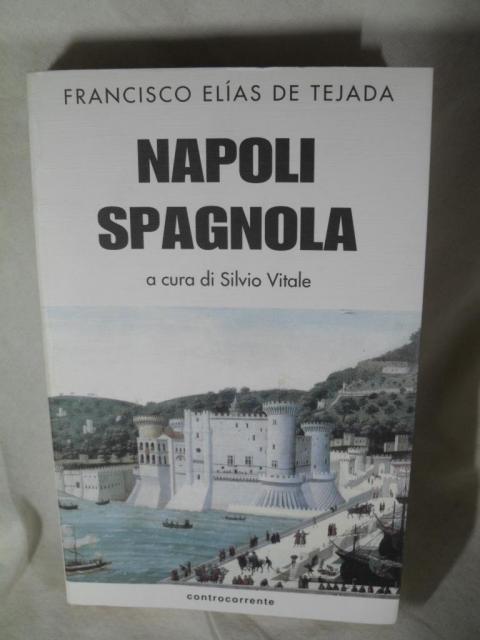 FRANCISCO ELÍAS DE TEJADA
NAPOLI
SPAGNOLA
a cura di Silvio Vitale
controcorrente